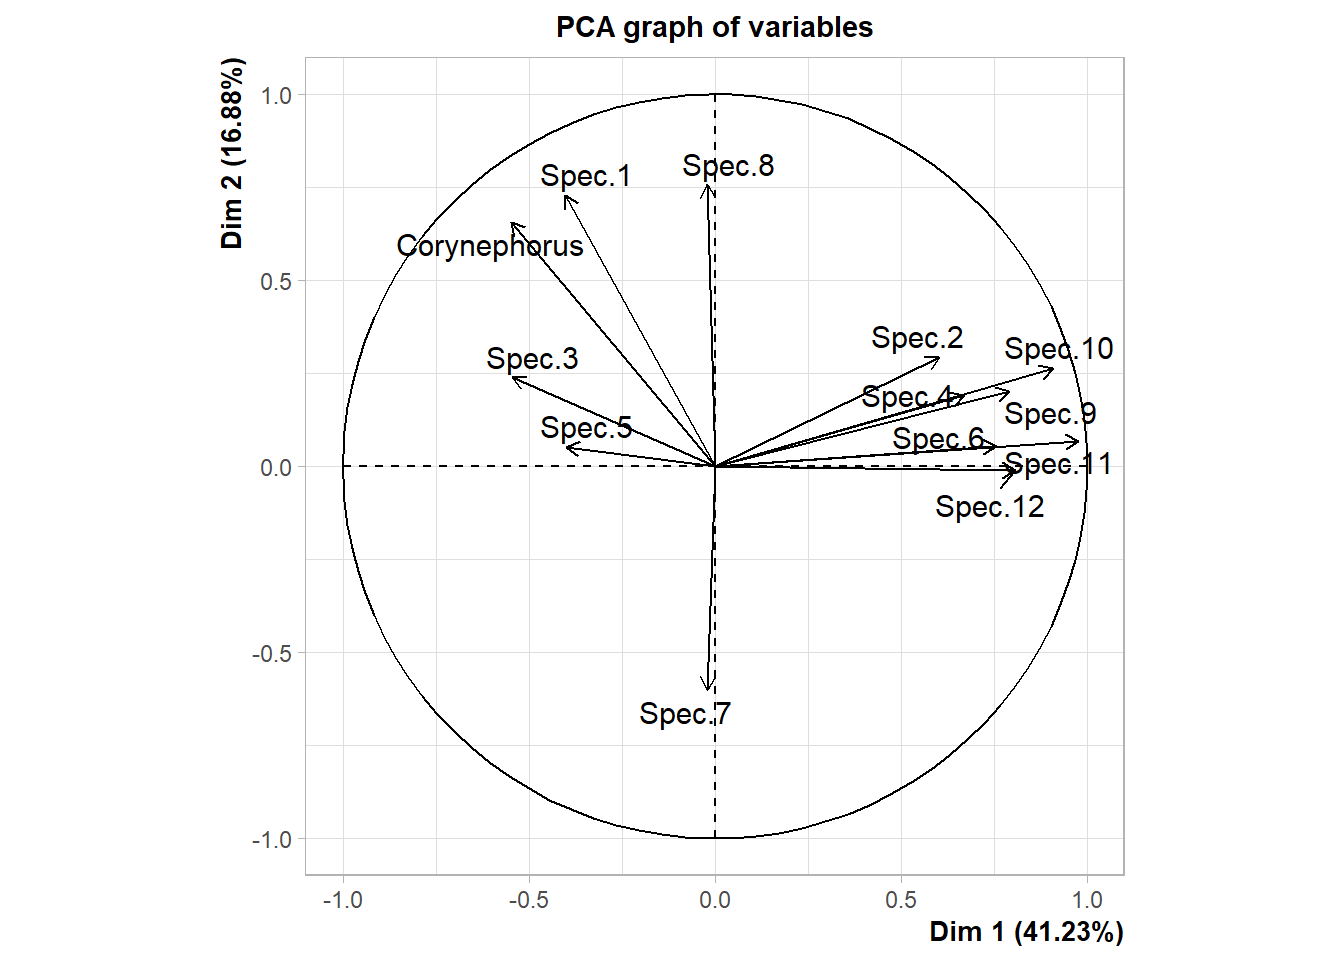 PCA graph of variables
Dim 2 (16.88%)
1.0
0.5
0.0
-0.5
-1.0
Spec.1
Spec.8
Corynephorus
Spec.3
Spec.5
Spec.2
Spec.10
Spec.4
Spec.9
Spec.6
Spec.11
Spec.12
Spec.7
-1.0
-0.5
0.0
0.5
1.0
Dim 1 (41.23%)